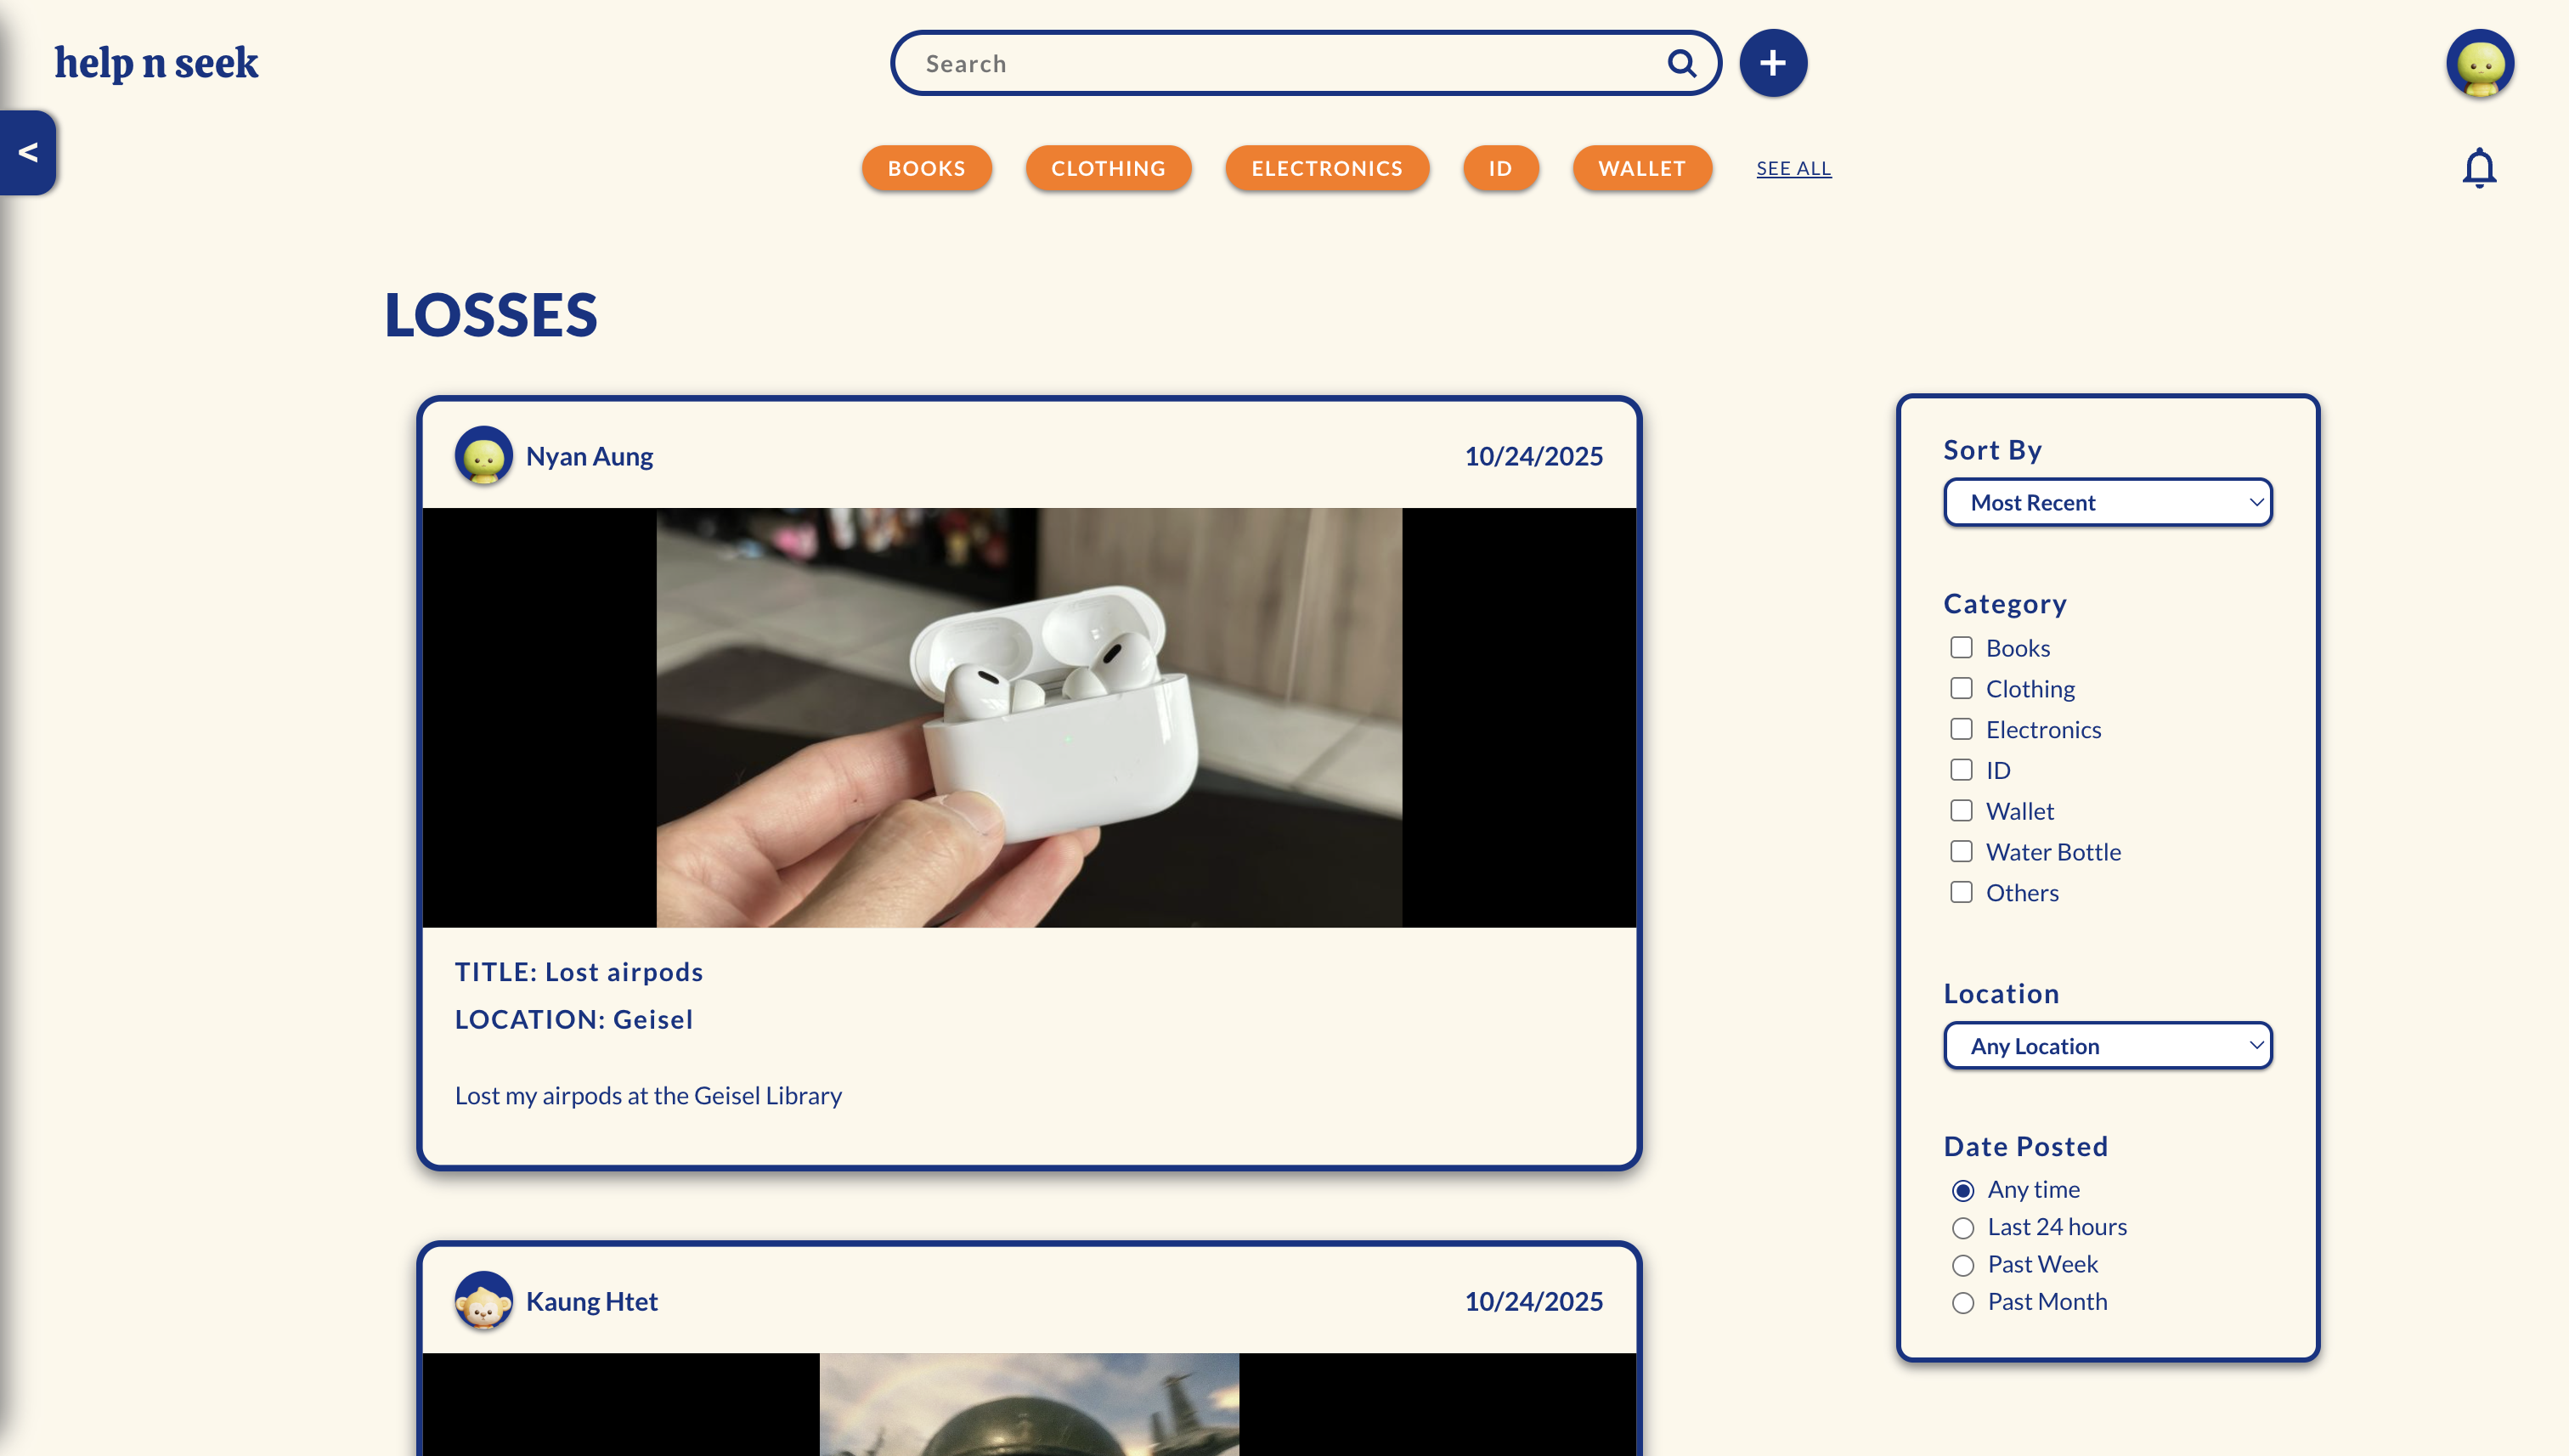 help n seek
Search
+
<
BOOKS CLOTHING ELECTRONICS ID WALLET SEE ALL
LOSSES
Nyan Aung 10/24/2025
TITLE: Lost airpods
LOCATION: Geisel
Lost my airpods at the Geisel Library
Kaung Htet 10/24/2025
Sort By
Most Recent
Category
Books
Clothing
Electronics
ID
Wallet
Water Bottle
Others
Location
Any Location
Date Posted
Any time
Last 24 hours
Past Week
Past Month